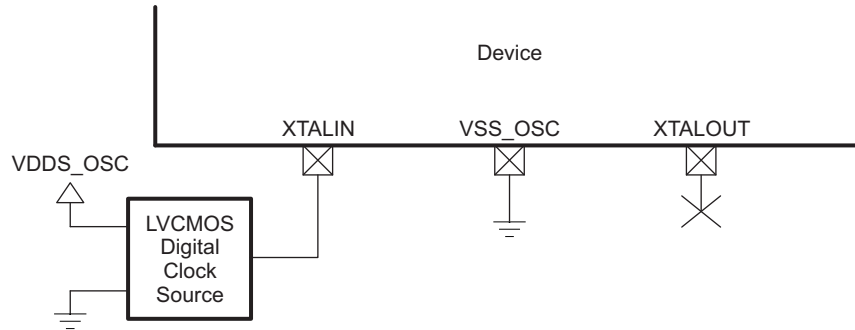 Device
XTALIN
VSS_OSC
XTALOUT
VDDS_OSC
LVCMOS
Digital
Clock
Source